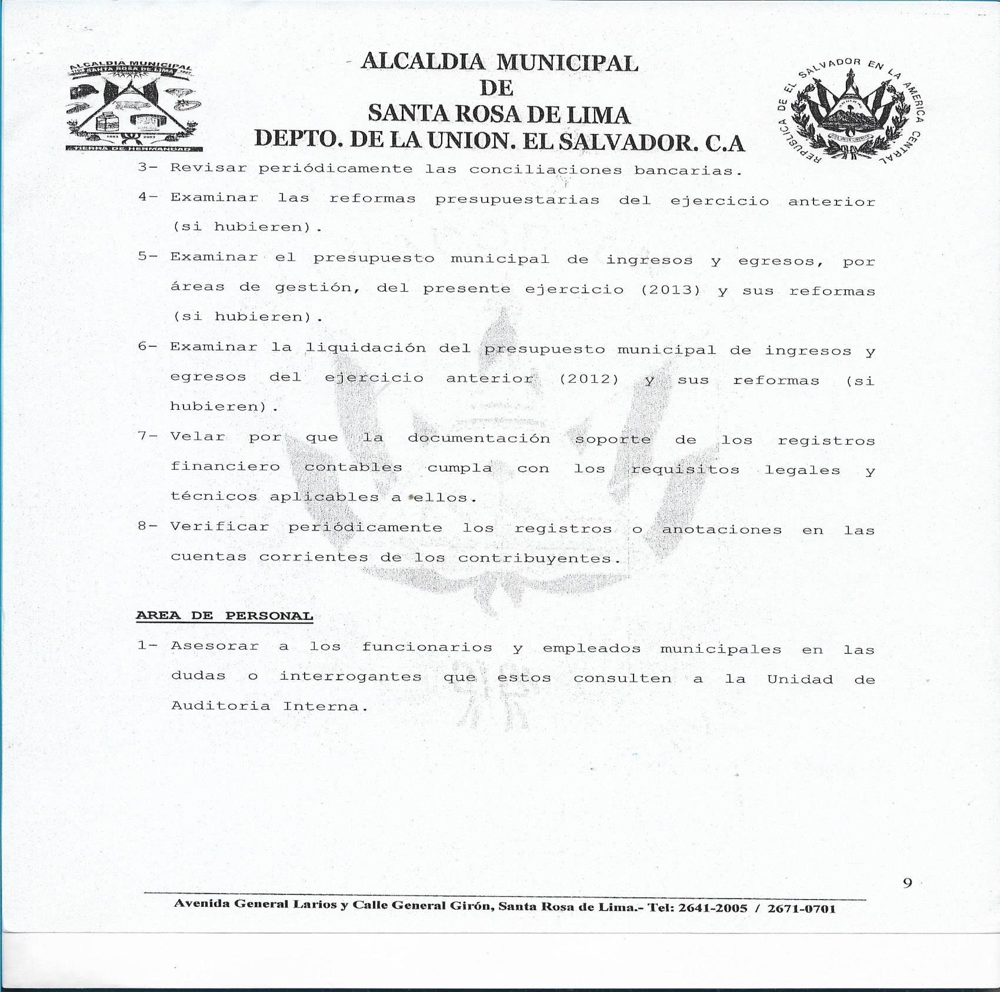 ALCALDIA MUNICIPAL
DE
SANTA ROSA DE LIMA
DEPTO. DE LA UNION. EL SALVADOR. C.A
ALCALDIA MUNICIPAL
SANTA ROSA DE LIMA
1883 2003
TIERRA DE HERMANDAD
REPUBLICA DE EL SALVADOR EN LA AMERICA CENTRAL
3- Revisar periódicamente las conciliaciones bancarias.
4- Examinar las reformas presupuestarias del ejercicio anterior
(si hubieren).
5- Examinar el presupuesto municipal de ingresos y egresos, por
áreas de gestión, del presente ejercicio (2013) y sus reformas
(si hubieren).
6- Examinar la liquidación del presupuesto municipal de ingresos y
egresos del ejercicio anterior (2012) y sus reformas (si
hubieren).
7- Velar por que la documentación soporte de los registros
financiero contables cumpla con los requisitos legales y
técnicos aplicables a ellos.
8- Verificar periódicamente los registros o anotaciones en las
cuentas corrientes de los contribuyentes.
AREA DE PERSONAL
1- Asesorar a los funcionarios y empleados municipales en las
dudas o interrogantes que estos consulten a la Unidad de
Auditoria Interna.
9
Avenida General Larios y Calle General Girón, Santa Rosa de Lima.- Tel: 2641-2005 / 2671-0701